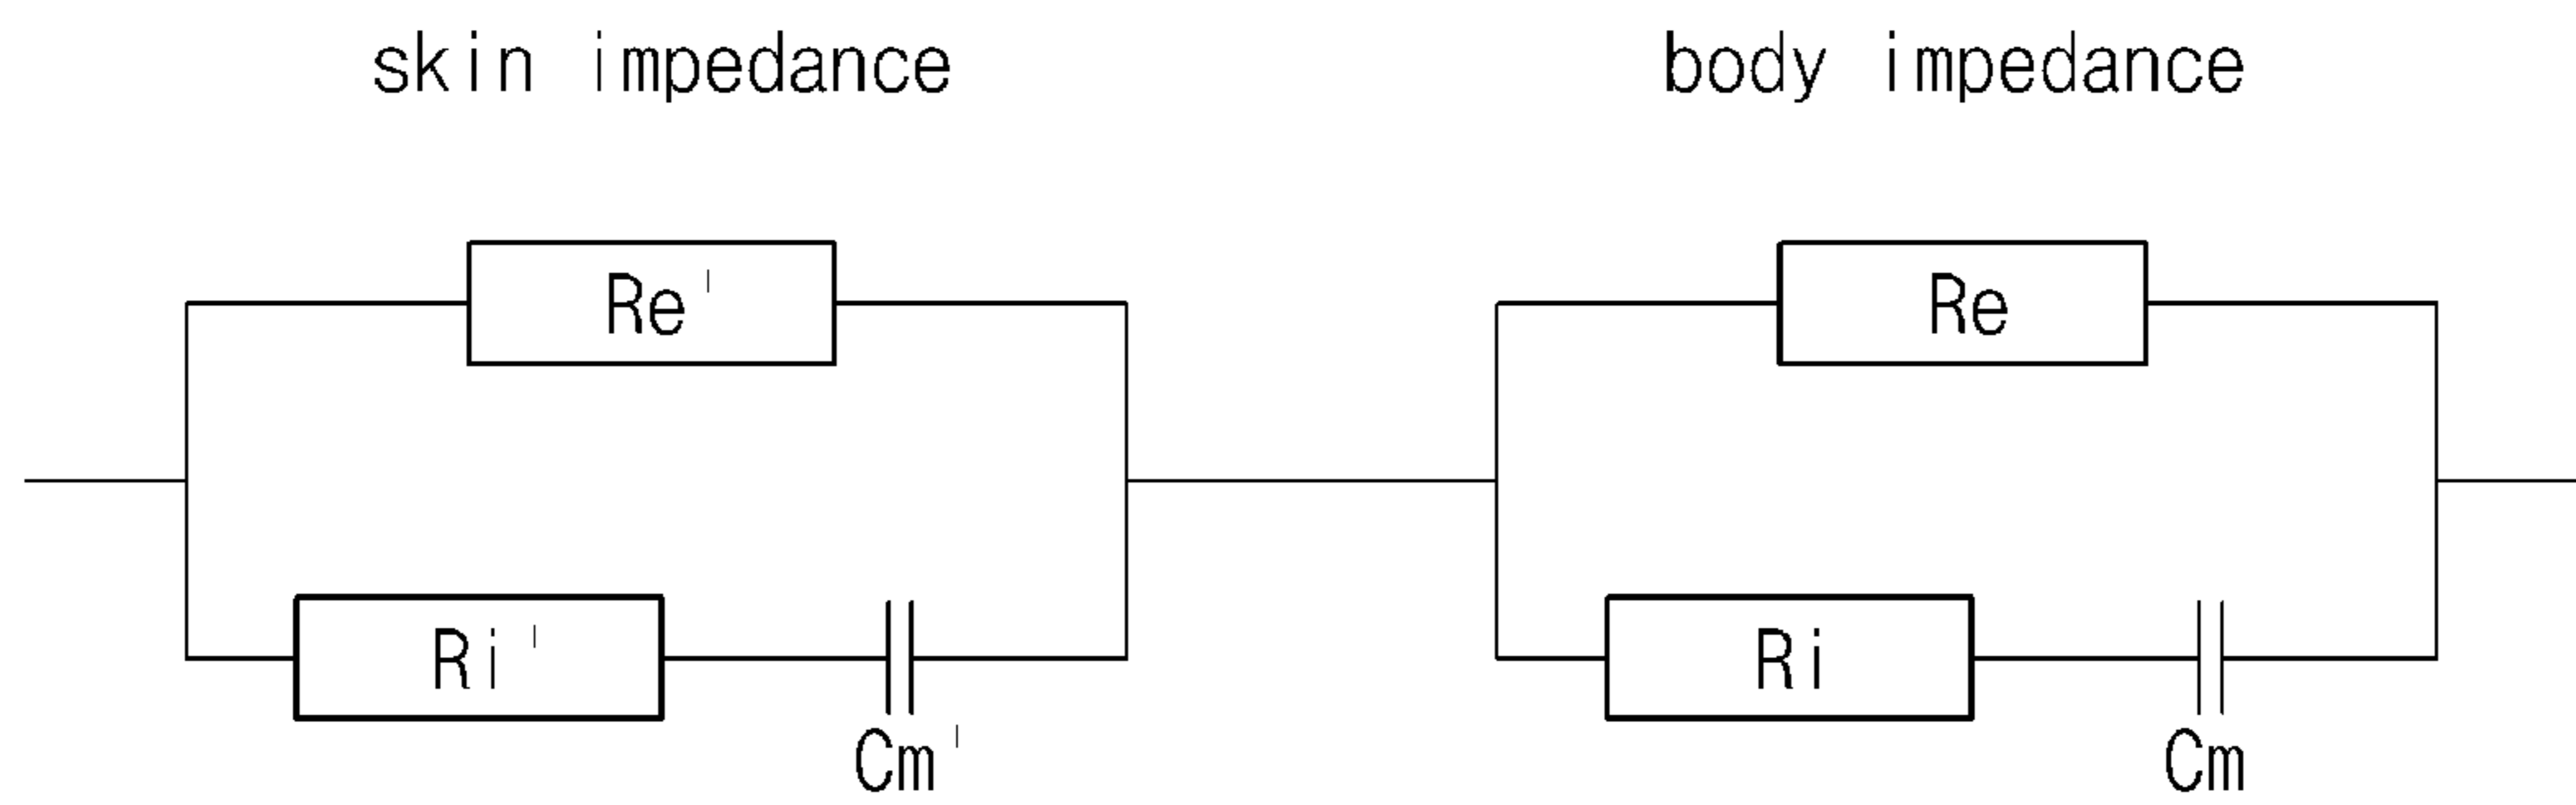 skin impedance
body impedance
Re'
Re
Ri'
Ri
Cm'
Cm